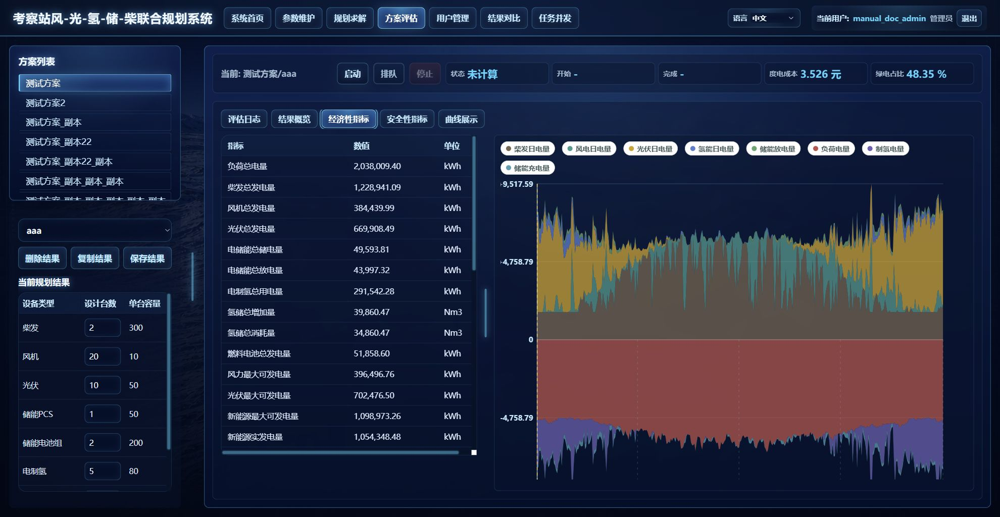 考察站风-光-氢-储-柴联合规划系统
系统首页 参数维护 规划求解 方案评估 用户管理 结果对比 任务并发
语言 中文
当前用户: manual_doc_admin 管理员 退出
方案列表
测试方案
测试方案2
测试方案_副本
测试方案_副本22
测试方案_副本22_副本
测试方案_副本_副本_副本
测试方案_副本_副本_副本_副本_副本
aaa
删除结果 复制结果 保存结果
当前规划结果
设备类型 设计台数 单台容量
柴发 2 300
风机 20 10
光伏 10 50
储能PCS 1 50
储能电池组 2 200
电制氢 5 80
当前: 测试方案/aaa
启动 排队 停止
状态 未计算
开始 -
完成 -
度电成本 3.526 元
绿电占比 48.35 %
评估日志 结果概览 经济性指标 安全性指标 曲线展示
指标 数值 单位
负荷总电量 2,038,009.40 kWh
柴发总发电量 1,228,941.09 kWh
风机总发电量 384,439.99 kWh
光伏总发电量 669,908.49 kWh
电储能总储电量 49,593.81 kWh
电储能总放电量 43,997.32 kWh
电制氢总用电量 291,542.28 kWh
氢储总增加量 39,860.47 Nm3
氢储总消耗量 34,860.47 Nm3
燃料电池总发电量 51,858.60 kWh
风力最大可发电量 396,496.76 kWh
光伏最大可发电量 702,476.50 kWh
新能源最大可发电量 1,098,973.26 kWh
新能源实发电量 1,054,348.48 kWh
柴发日电量 风电日电量 光伏日电量 氢能日电量 储能放电量 负荷电量 制氢电量
储能充电量
+9,517.59
+4,758.79
0
-4,758.79